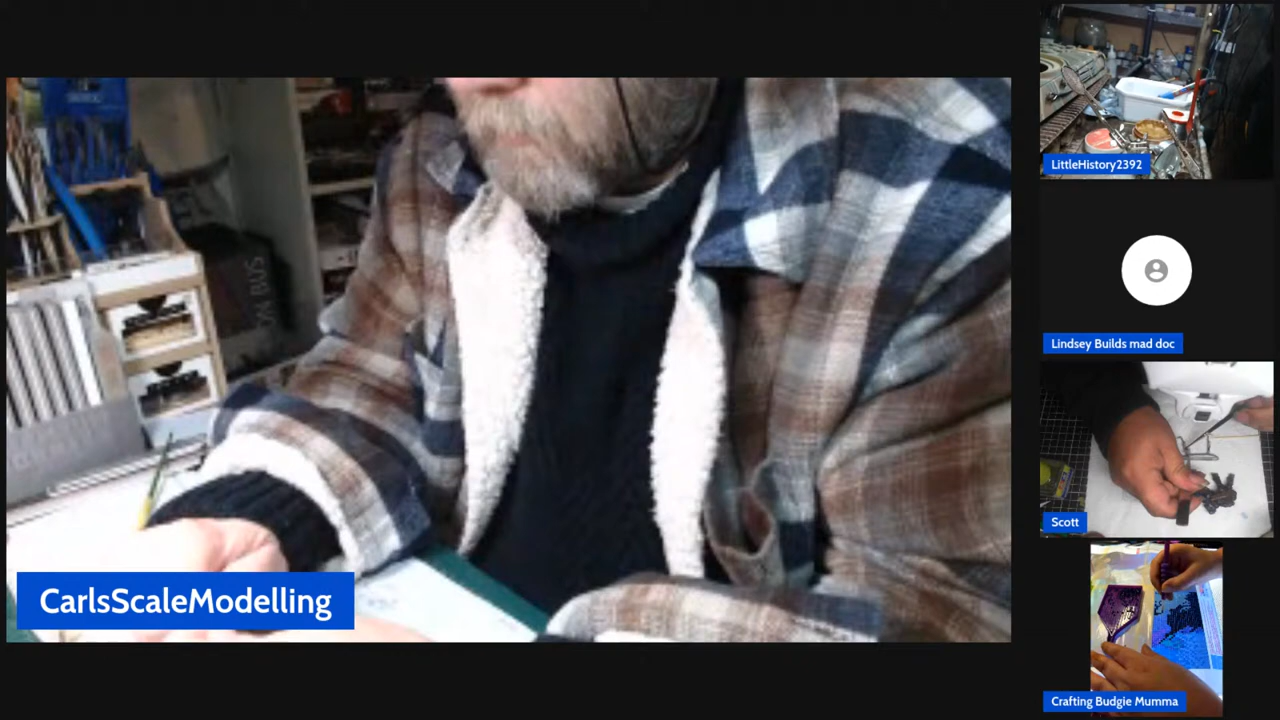 CarlsScaleModelling
LittleHistory2392
Lindsey Builds mad doc
Scott
Crafting Budgie Mumma